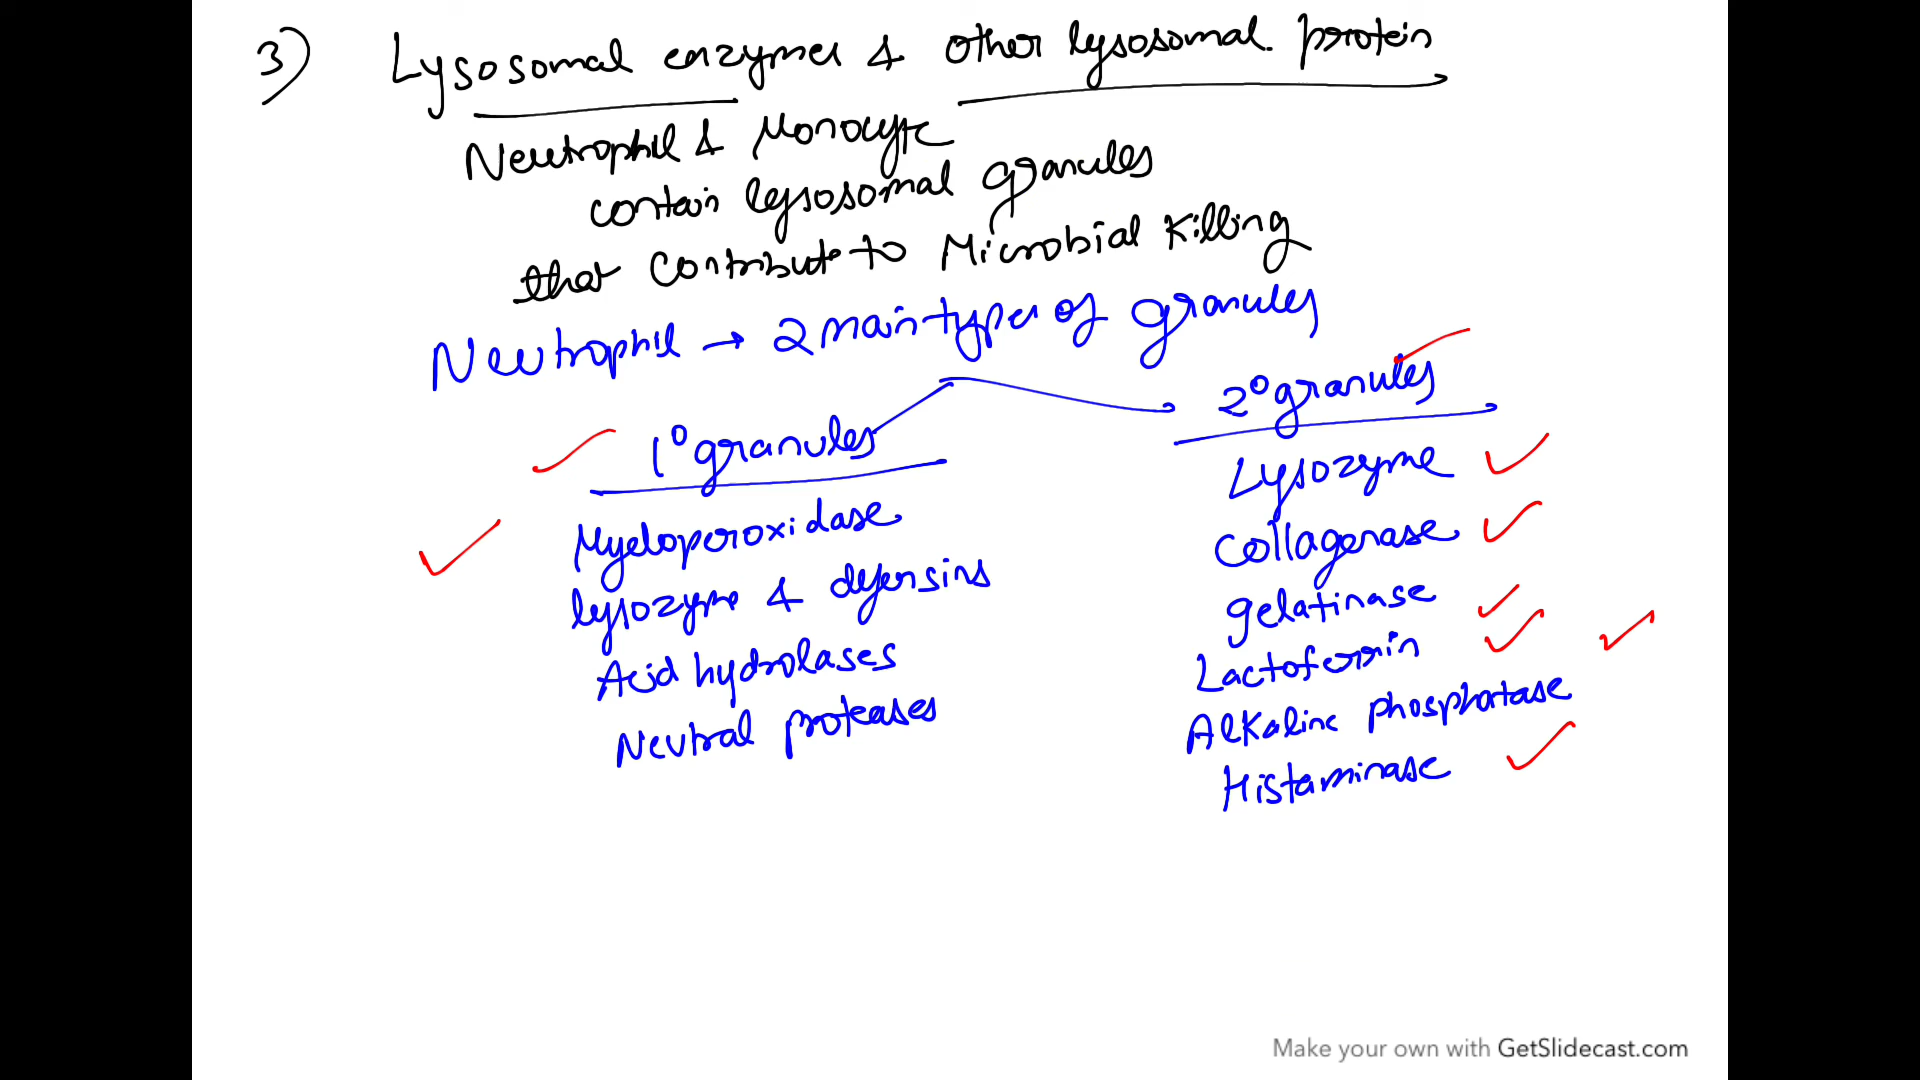 3) Lysosomal enzymes & other lysosomal protein
Neutrophil & Monocyte
contain lysosomal granules
that contribute to Microbial Killing
Neutrophil → 2 main types of granules
1° granules
Myeloperoxidase
lysozyme & defensins
Acid hydrolases
Neutral proteases
2° granules
Lysozyme
Collagenase
gelatinase
Lactoferrin
Alkaline phosphatase
Histaminase
Make your own with GetSlidecast.com